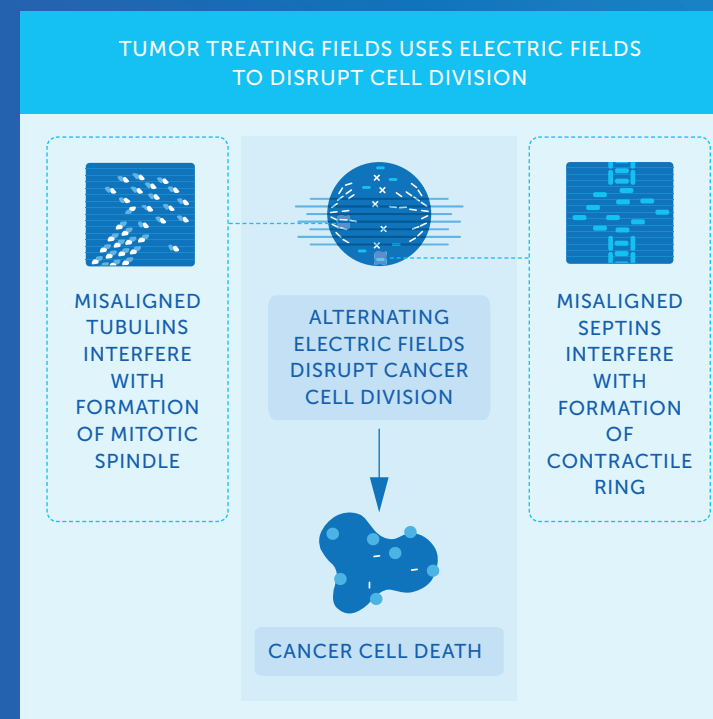 TUMOR TREATING FIELDS USES ELECTRIC FIELDS
TO DISRUPT CELL DIVISION
MISALIGNED
TUBULINS
INTERFERE
WITH
FORMATION
OF MITOTIC
SPINDLE
ALTERNATING
ELECTRIC FIELDS
DISRUPT CANCER
CELL DIVISION
CANCER CELL DEATH
MISALIGNED
SEPTINS
INTERFERE
WITH
FORMATION
OF
CONTRACTILE
RING